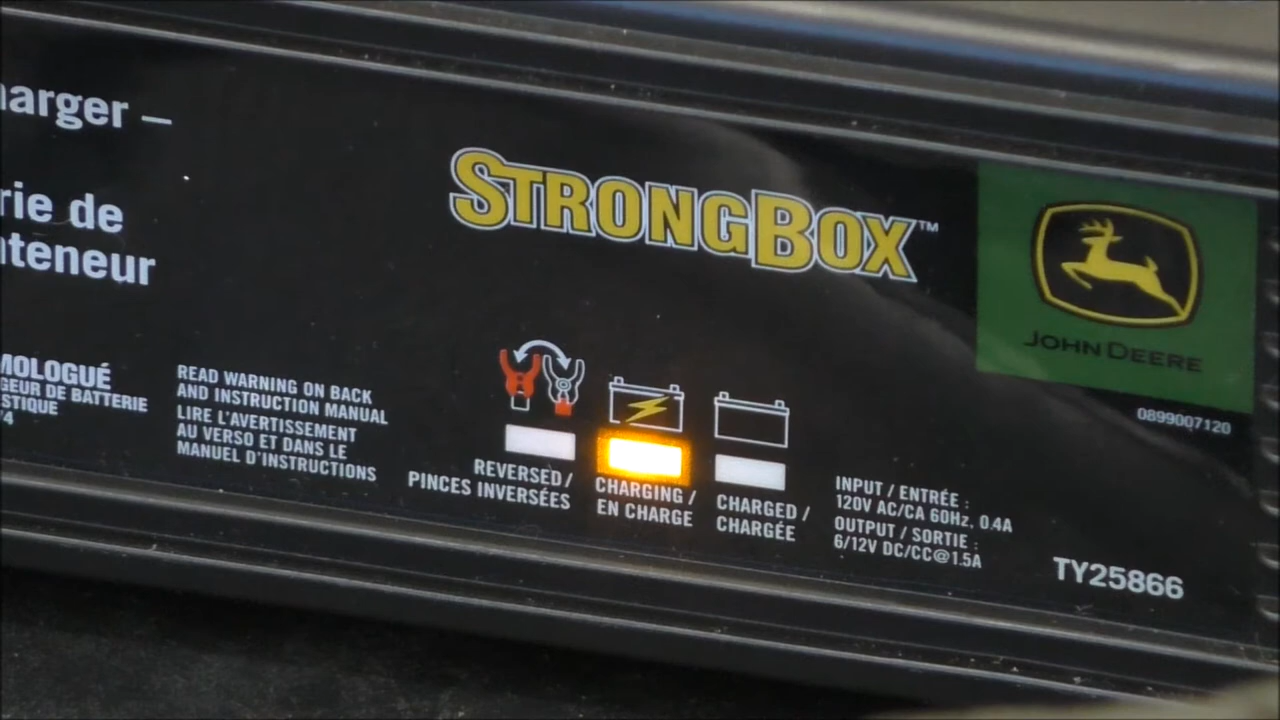 harger –
rie de
nteneur
STRONGBOX™
JOHN DEERE
0899007120
MOLOGUÉ
GEUR DE BATTERIE
STIQUE
/4
READ WARNING ON BACK
AND INSTRUCTION MANUAL
LIRE L'AVERTISSEMENT
AU VERSO ET DANS LE
MANUEL D'INSTRUCTIONS
REVERSED /
PINCES INVERSÉES
CHARGING /
EN CHARGE
CHARGED /
CHARGÉE
INPUT / ENTRÉE :
120V AC/CA 60Hz, 0.4A
OUTPUT / SORTIE :
6/12V DC/CC@1.5A
TY25866